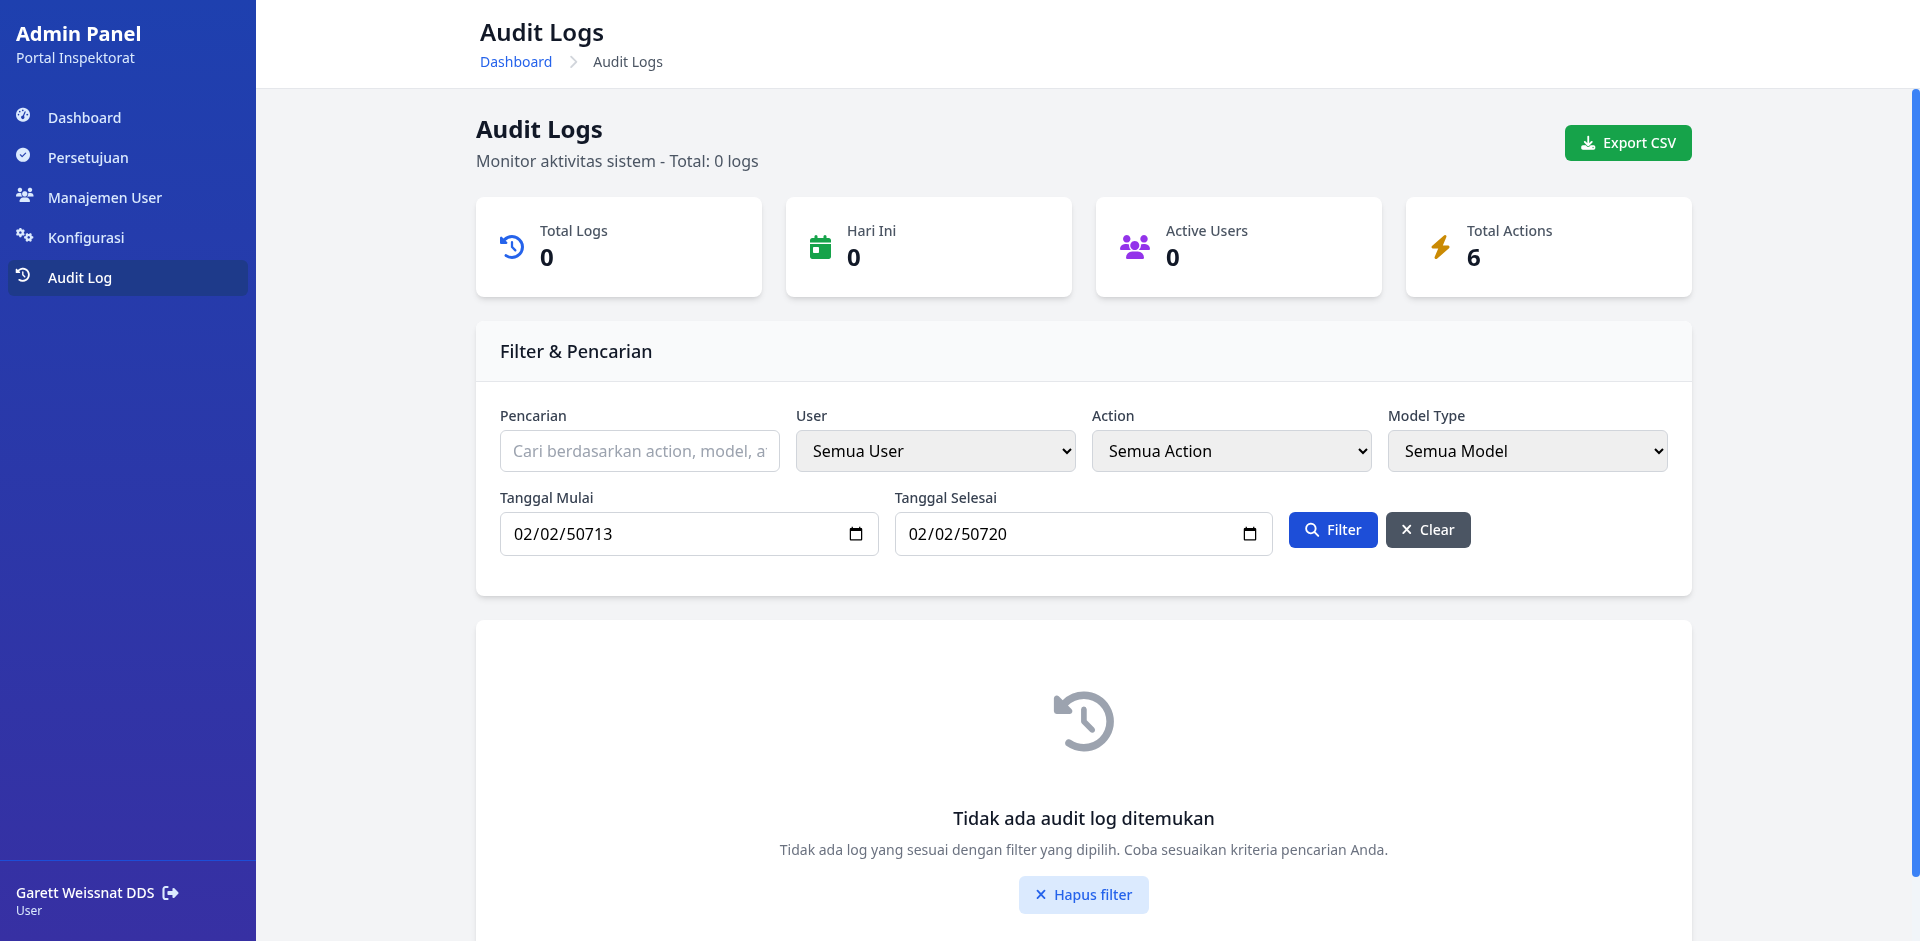 Admin Panel
Portal Inspektorat
Dashboard
Persetujuan
Manajemen User
Konfigurasi
Audit Log
Garett Weissnat DDS
User
Audit Logs
Dashboard Audit Logs
Audit Logs
Monitor aktivitas sistem - Total: 0 logs
Export CSV
Total Logs
0
Hari Ini
0
Active Users
0
Total Actions
6
Filter & Pencarian
Pencarian
Cari berdasarkan action, model, a
User
Semua User
Action
Semua Action
Model Type
Semua Model
Tanggal Mulai
02/02/50713
Tanggal Selesai
02/02/50720
Filter
Clear
Tidak ada audit log ditemukan
Tidak ada log yang sesuai dengan filter yang dipilih. Coba sesuaikan kriteria pencarian Anda.
Hapus filter